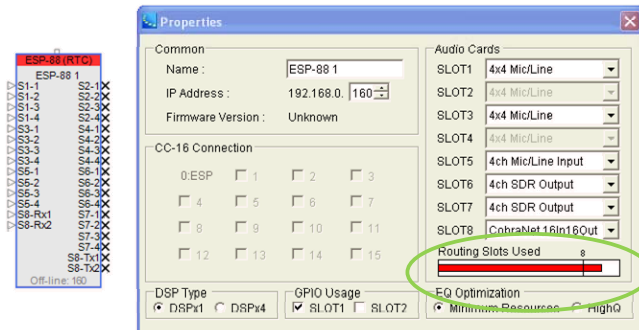 ESP-88 (RTC)
ESP-88 1
S1-1 S2-1
S1-2 S2-2
S1-3 S2-3
S1-4 S2-4
S3-1 S4-1
S3-2 S4-2
S3-3 S4-3
S3-4 S4-4
S5-1 S6-1
S5-2 S6-2
S5-3 S6-3
S5-4 S6-4
S8-Rx1 S7-1
S8-Rx2 S7-2
S7-3
S7-4
S8-Tx1
S8-Tx2
Off-line: 160
Properties
Common
Name : ESP-88 1
IP Address : 192.168.0. 160
Firmware Version : Unknown
CC-16 Connection
0:ESP 1 2 3
4 5 6 7
8 9 10 11
12 13 14 15
DSP Type
DSPx1 DSPx4
GPIO Usage
SLOT1 SLOT2
Audio Cards
SLOT1 4x4 Mic/Line
SLOT2 4x4 Mic/Line
SLOT3 4x4 Mic/Line
SLOT4 4x4 Mic/Line
SLOT5 4ch Mic/Line Input
SLOT6 4ch SDR Output
SLOT7 4ch SDR Output
SLOT8 CobraNet 16In16Out
Routing Slots Used 8
EQ Optimization
Minimum Resources HighQ